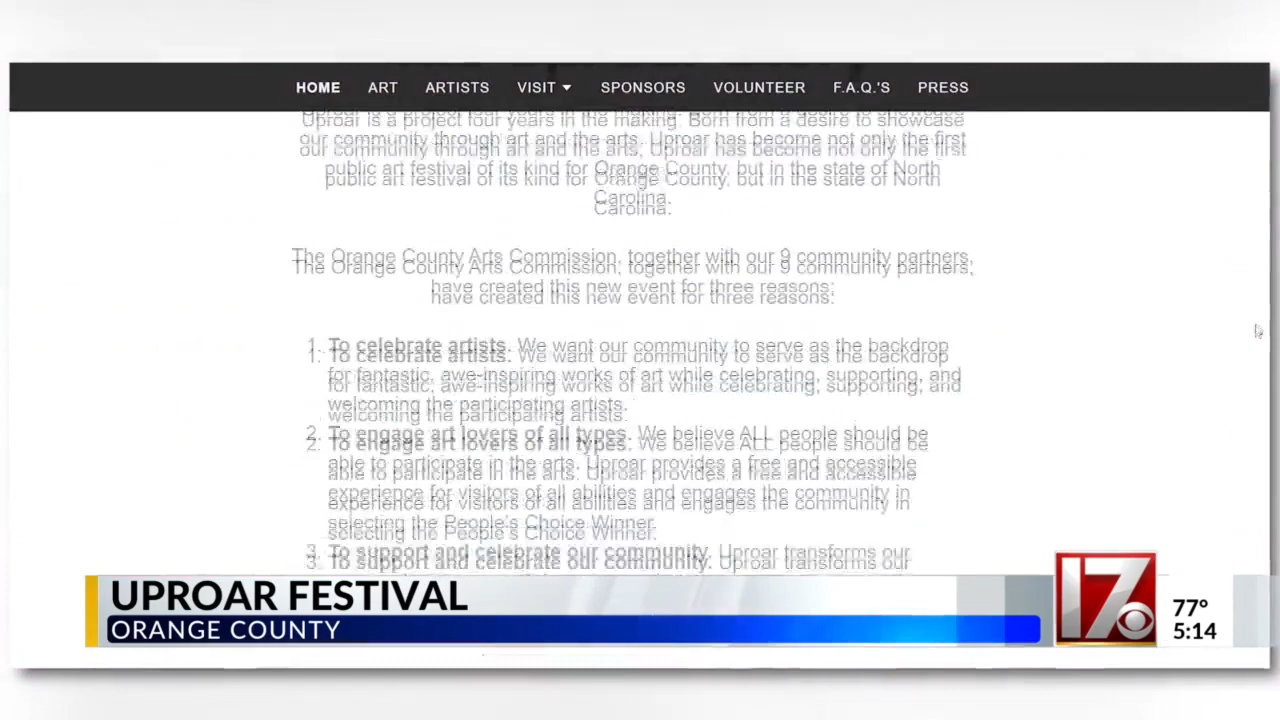 HOME ART ARTISTS VISIT SPONSORS VOLUNTEER F.A.Q.'S PRESS
Uproar is a project four years in the making. Born from a desire to showcase
our community through art and the arts, Uproar has become not only the first
public art festival of its kind for Orange County, but in the state of North
Carolina.
The Orange County Arts Commission, together with our 9 community partners,
have created this new event for three reasons:
1. To celebrate artists. We want our community to serve as the backdrop
for fantastic, awe-inspiring works of art while celebrating, supporting, and
welcoming the participating artists.
2. To engage art lovers of all types. We believe ALL people should be
able to participate in the arts. Uproar provides a free and accessible
experience for visitors of all abilities and engages the community in
selecting the People's Choice Winner.
3. To support and celebrate our community. Uproar transforms our
UPROAR FESTIVAL
ORANGE COUNTY
17
77°
5:14